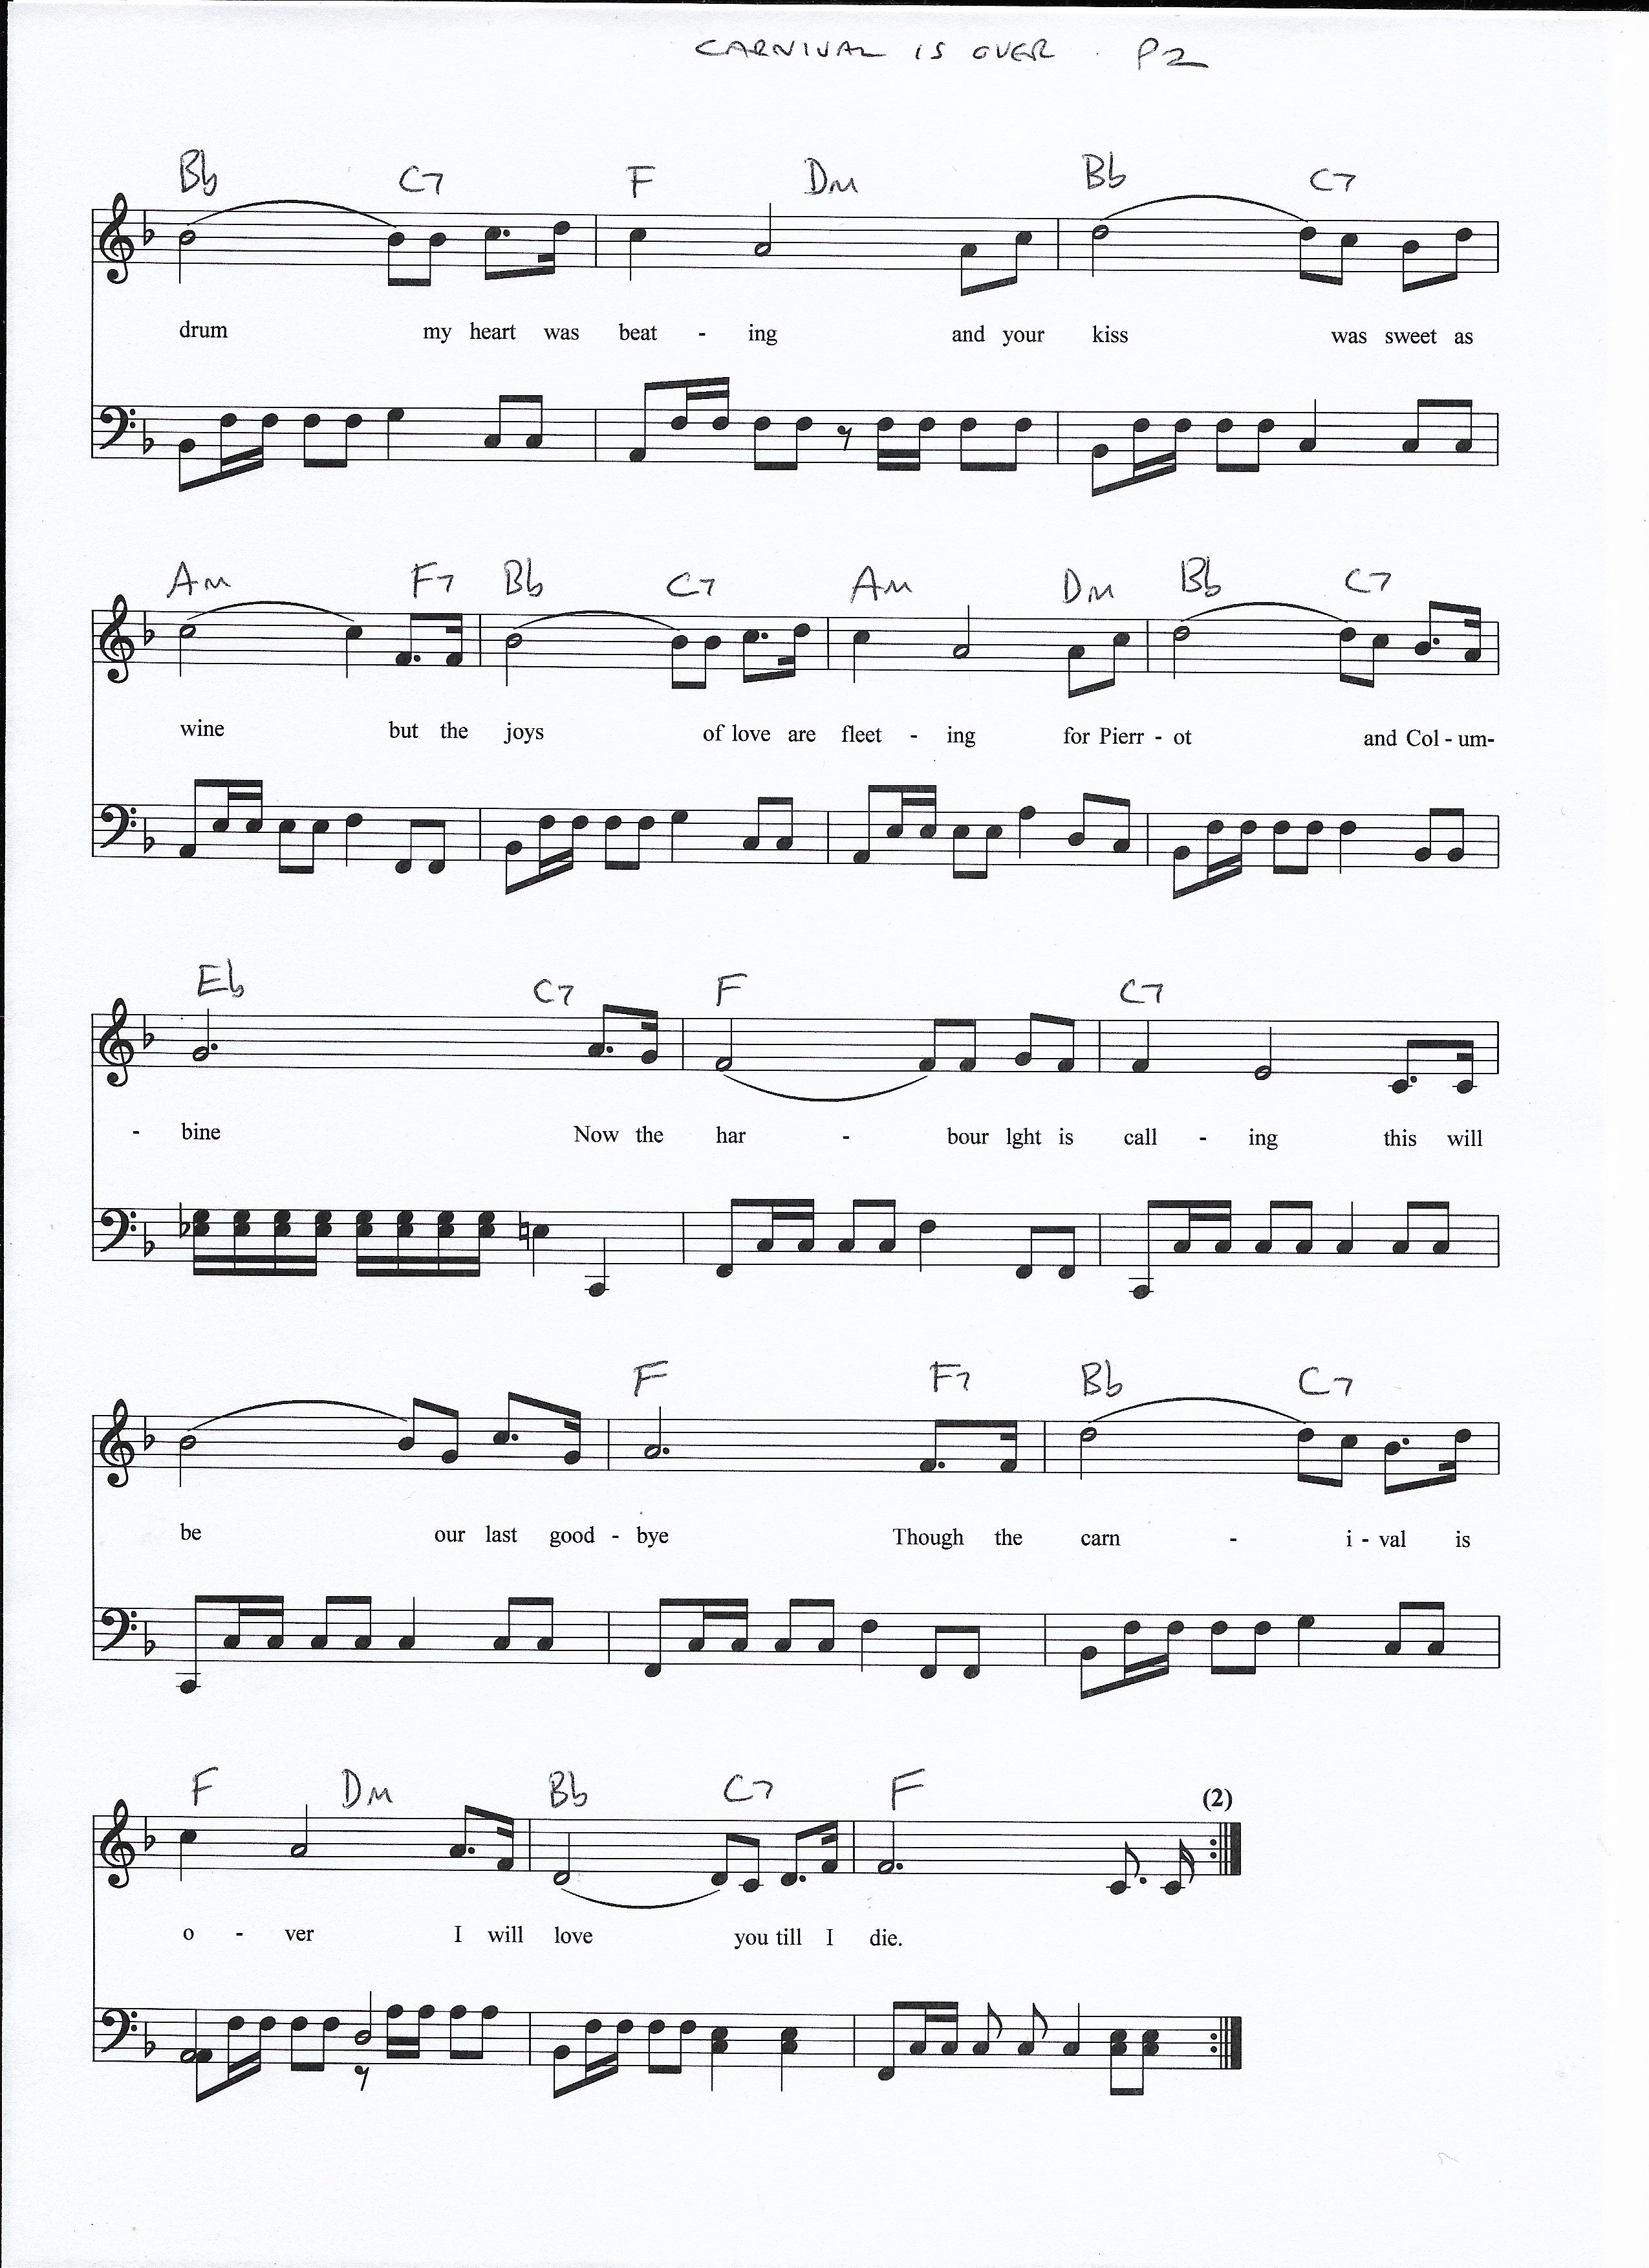 CARNIVAL IS OVER . P2
Bb C7 F Dm Bb C7
drum my heart was beat - ing and your kiss was sweet as
Am F7 Bb C7 Am Dm Bb C7
wine but the joys of love are fleet - ing for Pierr - ot and Col - um-
Eb C7 F C7
- bine Now the har - bour lght is call - ing this will
F F7 Bb C7
be our last good - bye Though the carn - i - val is
F Dm Bb C7 F (2)
o - ver I will love you till I die.